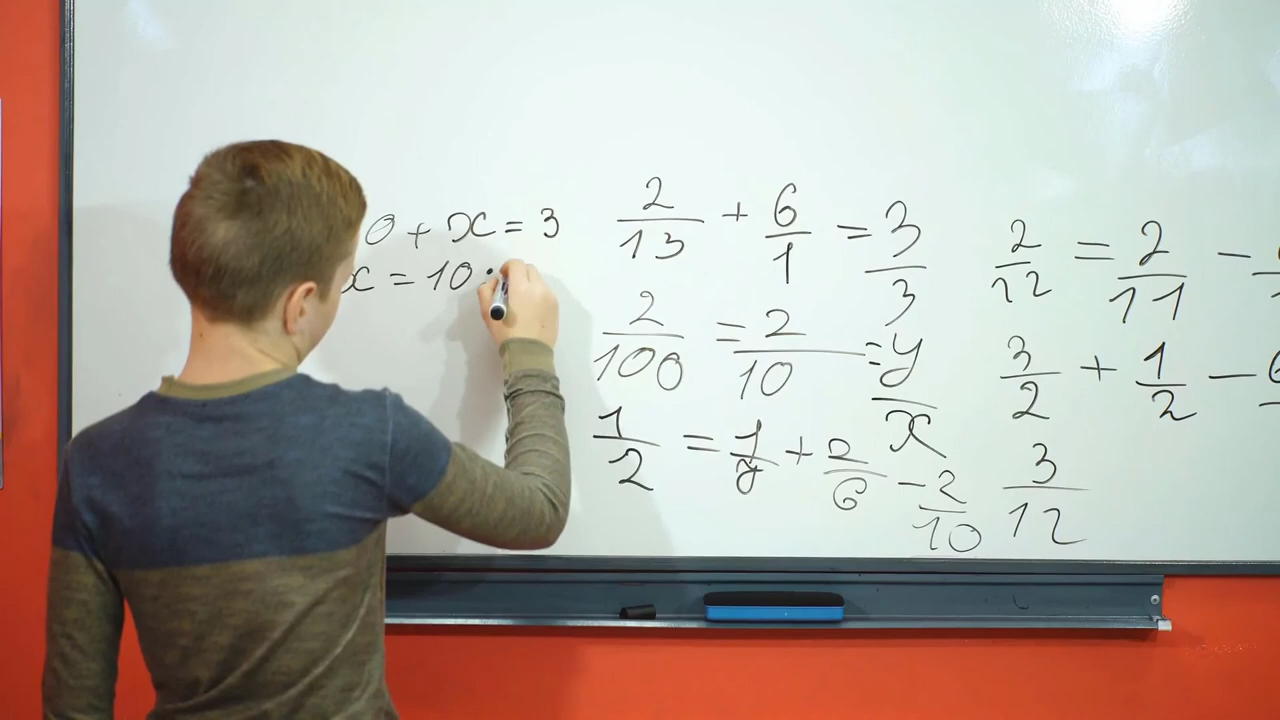 0 + x = 3
x = 10
2/13 + 6/1 = 3/3
2/100 = 2/10 = y/x
1/2 = 1/y + 2/6 - 2/10
2/12 = 2/11 -
3/2 + 1/2 - 6
3/12